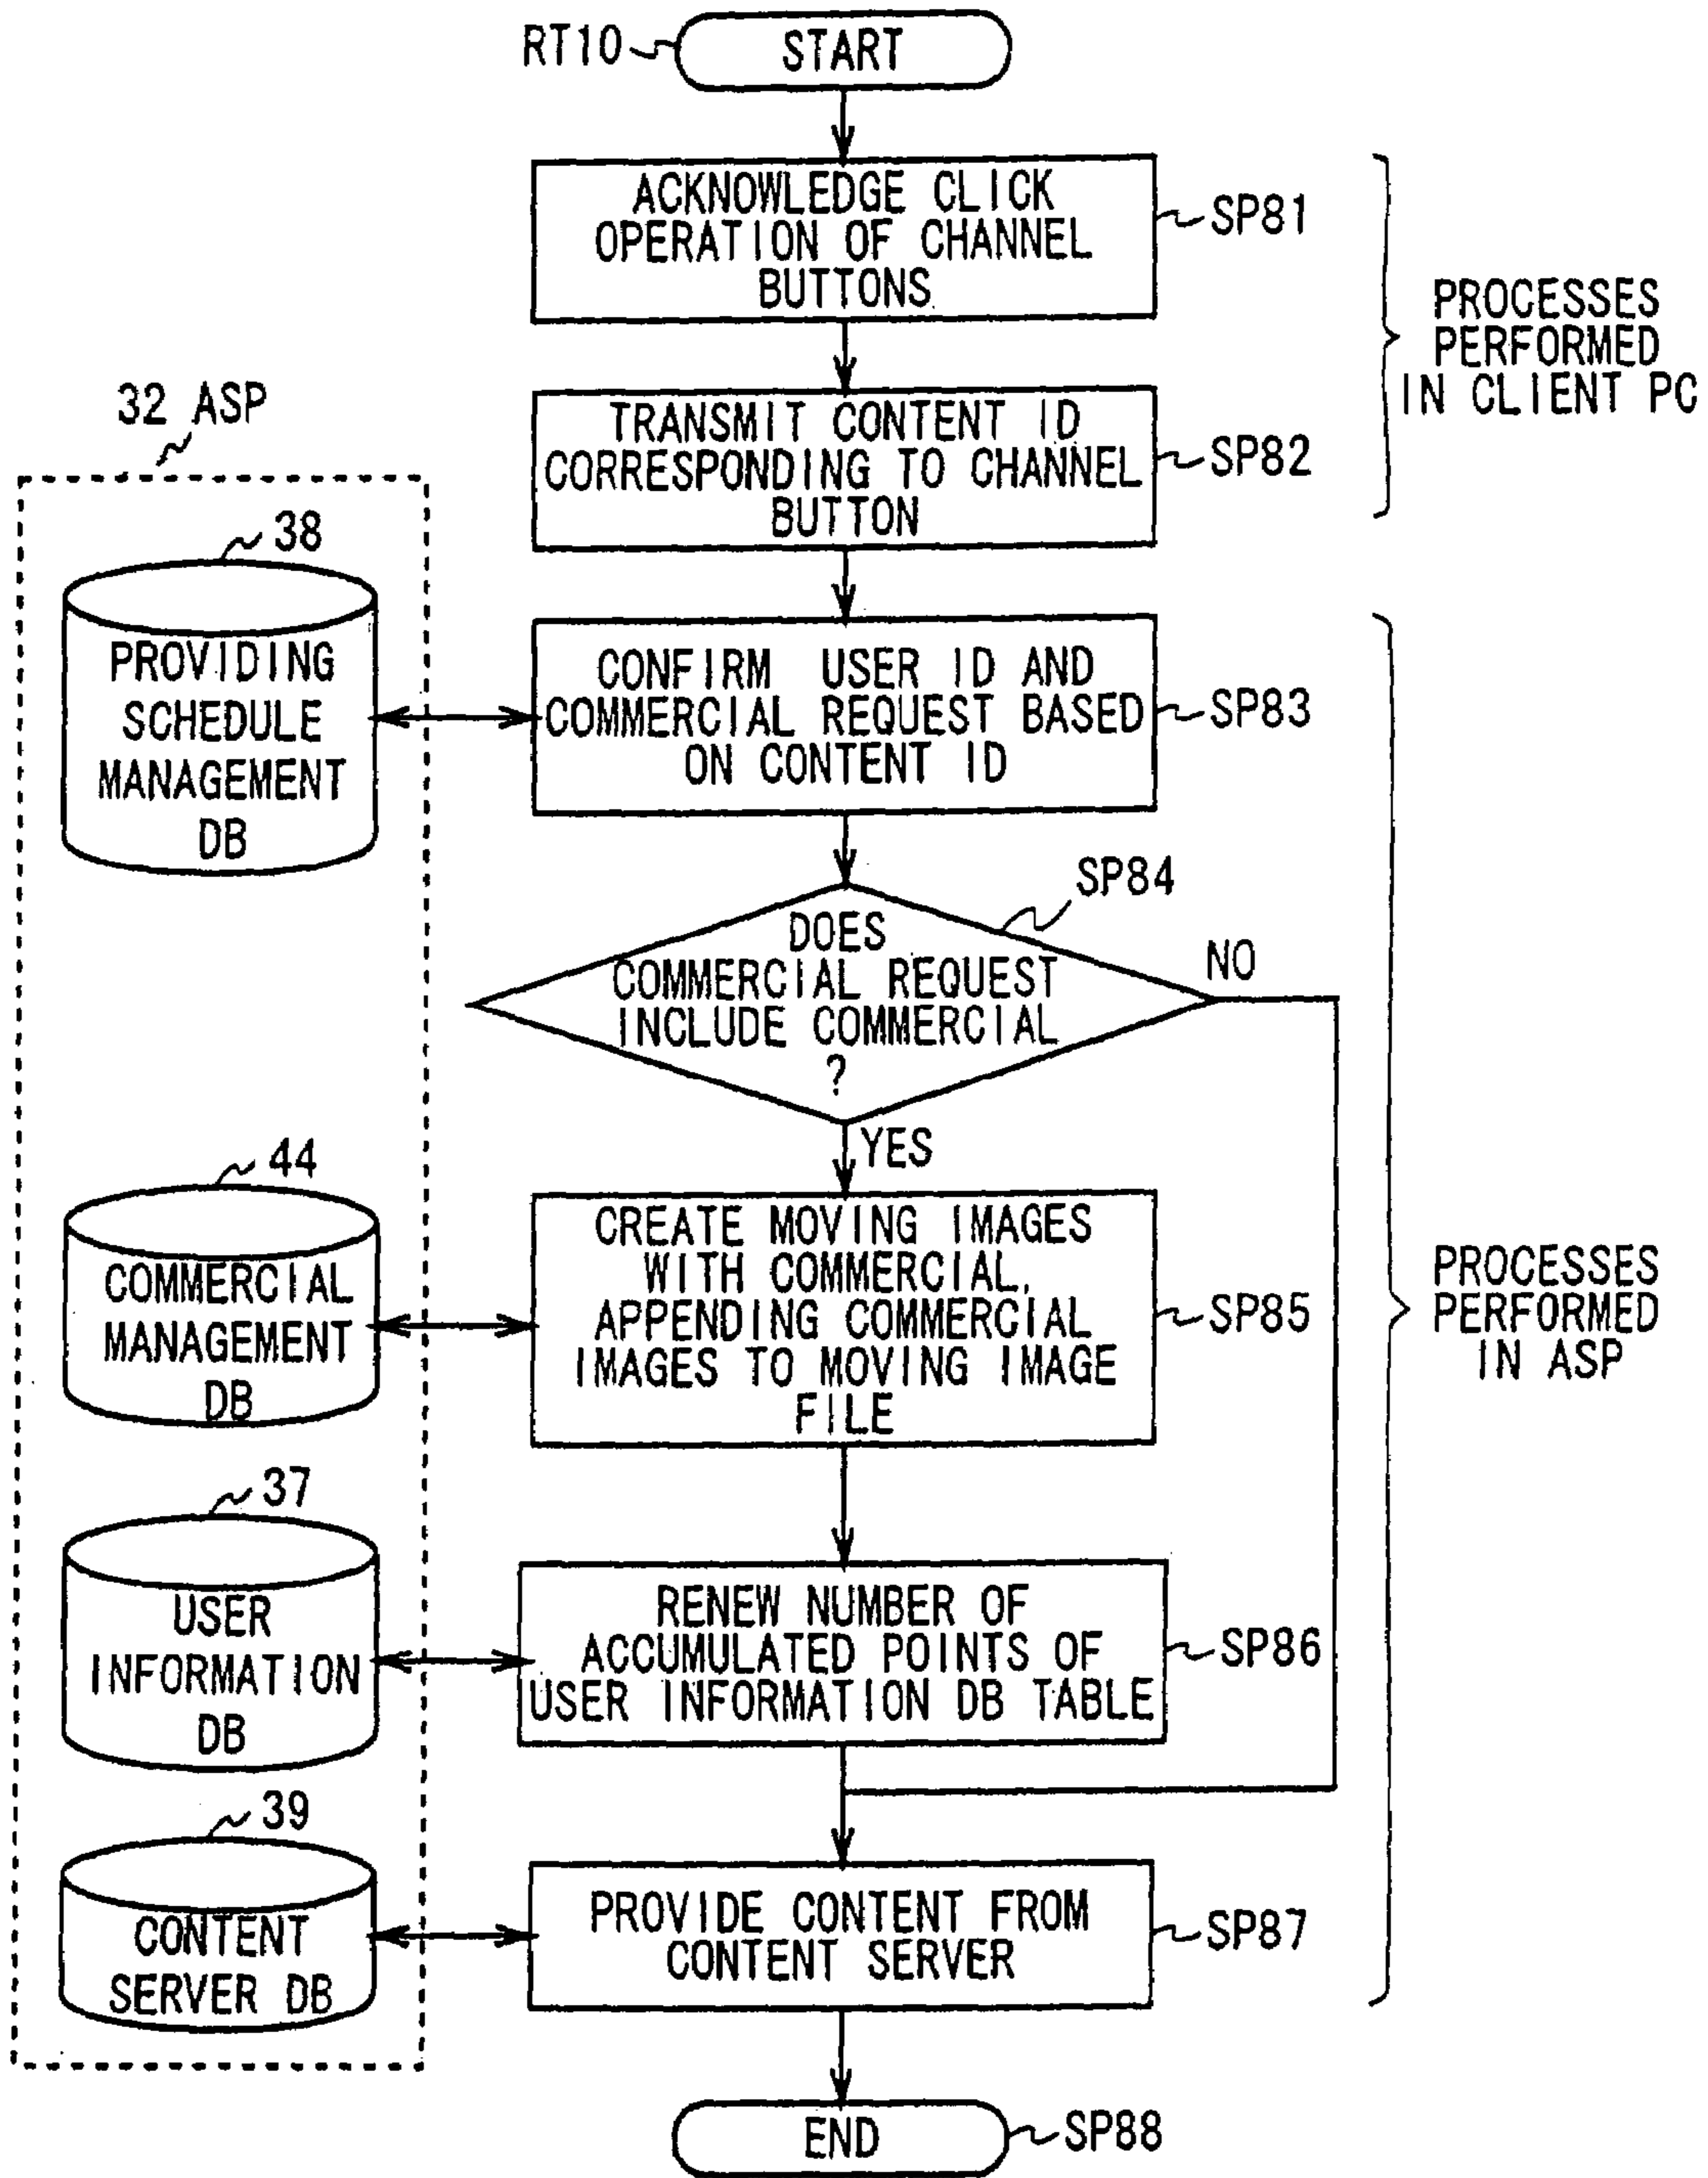 RT10
START
ACKNOWLEDGE CLICK
OPERATION OF CHANNEL
BUTTONS
SP81
PROCESSES
PERFORMED
IN CLIENT PC
32 ASP
TRANSMIT CONTENT ID
CORRESPONDING TO CHANNEL
BUTTON
SP82
38
PROVIDING
SCHEDULE
MANAGEMENT
DB
CONFIRM USER ID AND
COMMERCIAL REQUEST BASED
ON CONTENT ID
SP83
SP84
DOES
COMMERCIAL REQUEST
INCLUDE COMMERCIAL
?
NO
YES
44
COMMERCIAL
MANAGEMENT
DB
CREATE MOVING IMAGES
WITH COMMERCIAL,
APPENDING COMMERCIAL
IMAGES TO MOVING IMAGE
FILE
SP85
PROCESSES
PERFORMED
IN ASP
37
USER
INFORMATION
DB
RENEW NUMBER OF
ACCUMULATED POINTS OF
USER INFORMATION DB TABLE
SP86
39
CONTENT
SERVER DB
PROVIDE CONTENT FROM
CONTENT SERVER
SP87
END
SP88